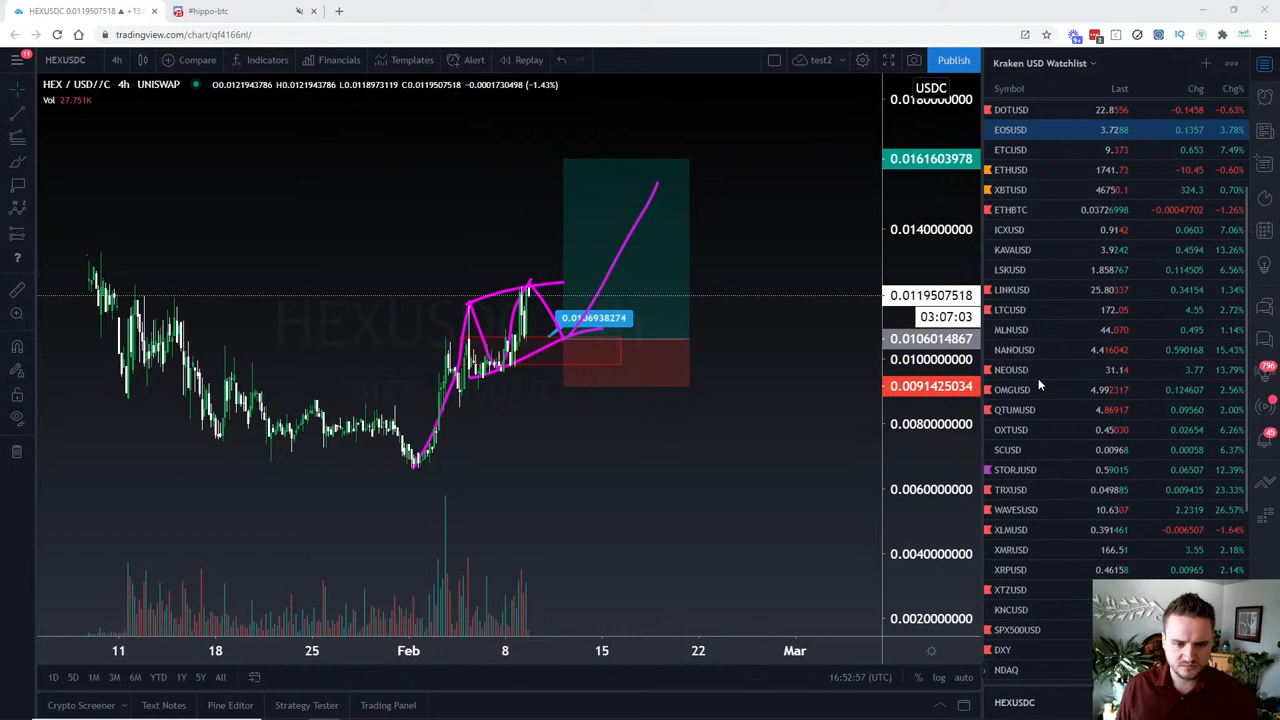 HEXUSDC 0.0119507518 ▲ +13.
#hippo-btc
tradingview.com/chart/qf4166nl/
11
HEXUSDC
4h
Compare
Indicators
Financials
Templates
Alert
Replay
test2
Publish
Kraken USD Watchlist
HEX / USD//C · 4h · UNISWAP
O0.0121943786 H0.0121943786 L0.0118973119 C0.0119507518 −0.0001730498 (−1.43%)
Vol 27.751K
USDC
0.0180000000
0.0161603978
0.0140000000
0.0119507518
03:07:03
0.0106938274
0.0106014867
0.0100000000
0.0091425034
0.0080000000
0.0060000000
0.0040000000
0.0020000000
11 18 25 Feb 8 15 22 Mar
1D 5D 1M 3M 6M YTD 1Y 5Y All
16:52:57 (UTC) % log auto
Crypto Screener Text Notes Pine Editor Strategy Tester Trading Panel
Symbol Last Chg Chg%
DOTUSD 22.8556 −0.1458 −0.63%
EOSUSD 3.7288 0.1357 3.78%
ETCUSD 9.373 0.653 7.49%
ETHUSD 1741.73 −10.45 −0.60%
XBTUSD 46750.1 324.3 0.70%
ETHBTC 0.03726998 −0.00047702 −1.26%
ICXUSD 0.9142 0.0603 7.06%
KAVAUSD 3.9242 0.4594 13.26%
LSKUSD 1.858767 0.114505 6.56%
LINKUSD 25.80337 0.34154 1.34%
LTCUSD 172.05 4.55 2.72%
MLNUSD 44.070 0.495 1.14%
NANOUSD 4.416042 0.590168 15.43%
NEOUSD 31.14 3.77 13.79%
OMGUSD 4.992317 0.124607 2.56%
QTUMUSD 4.86917 0.09560 2.00%
OXTUSD 0.45030 0.02654 6.26%
SCUSD 0.00968 0.00058 6.37%
STORJUSD 0.59015 0.06507 12.39%
TRXUSD 0.049885 0.009435 23.33%
WAVESUSD 10.6307 2.2319 26.57%
XLMUSD 0.391461 −0.006507 −1.64%
XMRUSD 166.51 3.55 2.18%
XRPUSD 0.46158 0.00965 2.14%
XTZUSD
KNCUSD
SPX500USD
DXY
NDAQ
HEXUSDC
796
45